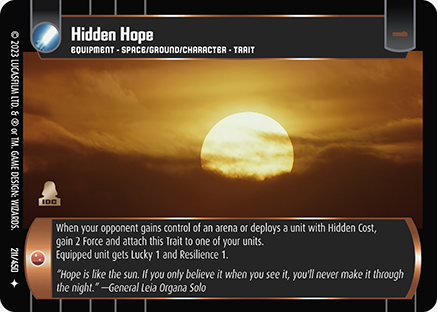 Hidden Hope
EQUIPMENT - SPACE/GROUND/CHARACTER - TRAIT
© 2023 LUCASFILM LTD. & ® or TM. GAME DESIGN: WIZARDS.
211/450
IDC
When your opponent gains control of an arena or deploys a unit with Hidden Cost,
gain 2 Force and attach this Trait to one of your units.
Equipped unit gets Lucky 1 and Resilience 1.
"Hope is like the sun. If you only believe it when you see it, you'll never make it through
the night." —General Leia Organa Solo